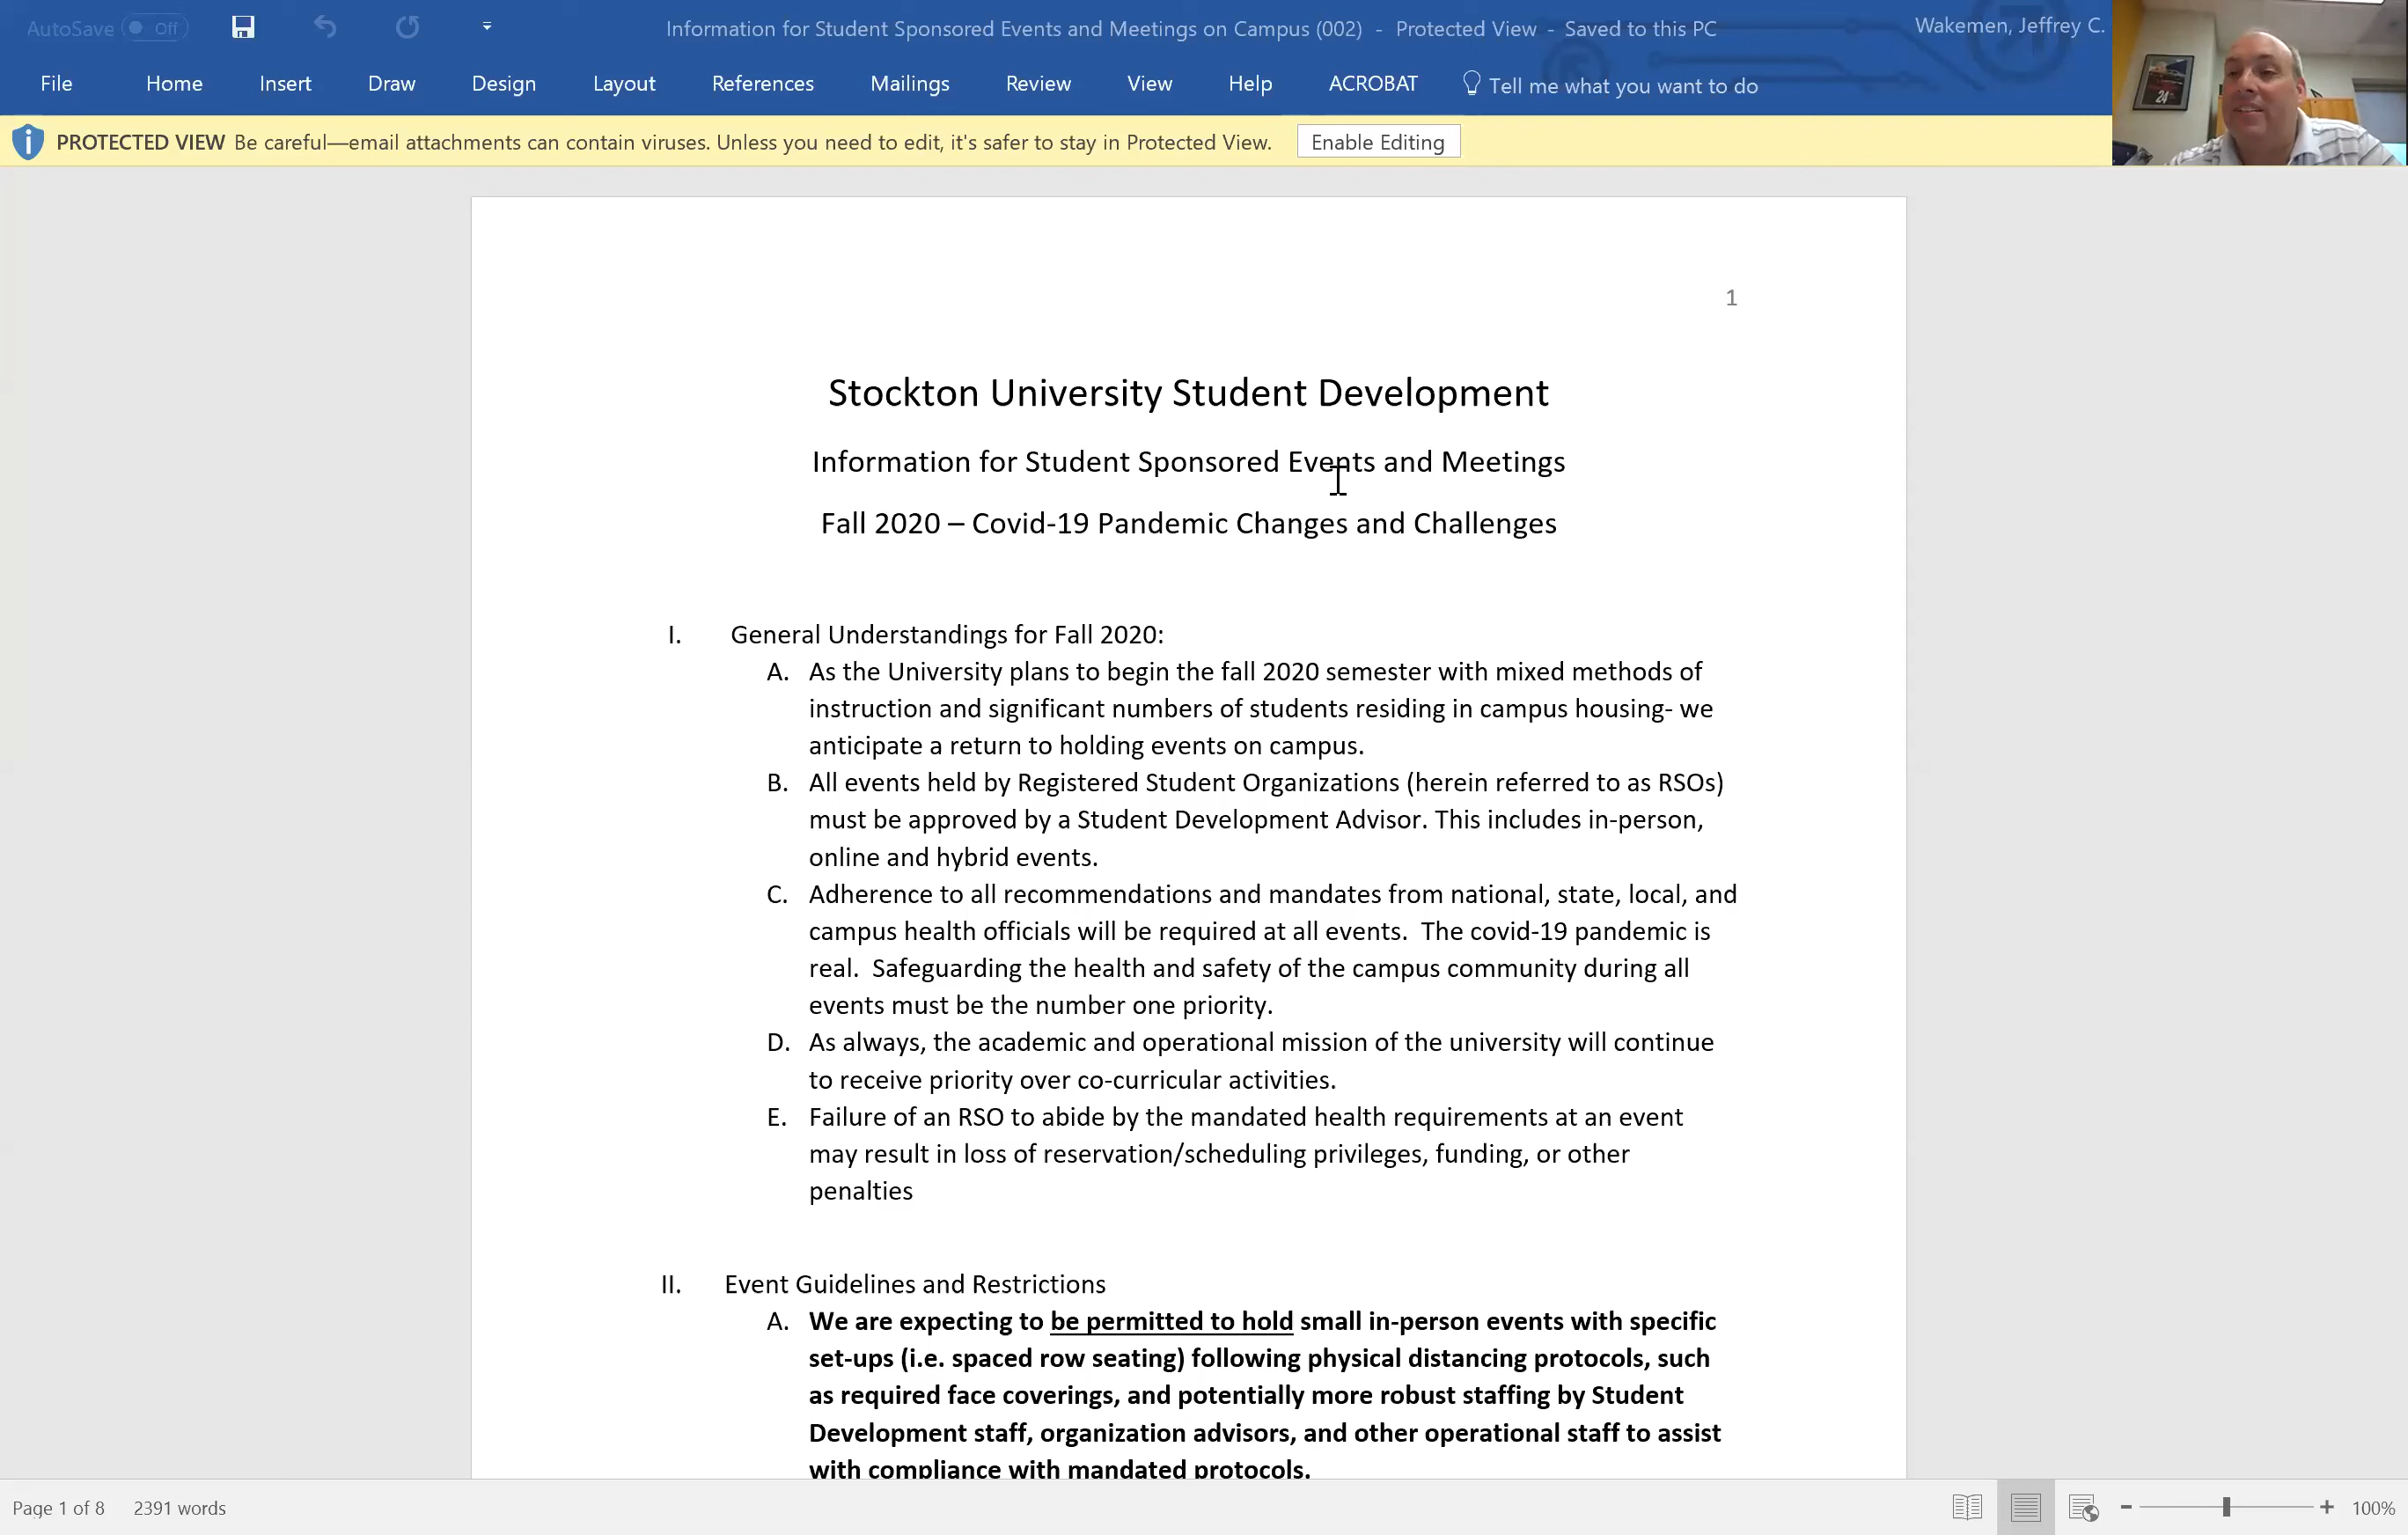 AutoSave Off
Information for Student Sponsored Events and Meetings on Campus (002) - Protected View - Saved to this PC
Wakemen, Jeffrey C.
File Home Insert Draw Design Layout References Mailings Review View Help ACROBAT Tell me what you want to do
24
PROTECTED VIEW Be careful—email attachments can contain viruses. Unless you need to edit, it's safer to stay in Protected View. Enable Editing
1
Stockton University Student Development
Information for Student Sponsored Events and Meetings
Fall 2020 – Covid-19 Pandemic Changes and Challenges
I. General Understandings for Fall 2020:
A. As the University plans to begin the fall 2020 semester with mixed methods of
instruction and significant numbers of students residing in campus housing- we
anticipate a return to holding events on campus.
B. All events held by Registered Student Organizations (herein referred to as RSOs)
must be approved by a Student Development Advisor. This includes in-person,
online and hybrid events.
C. Adherence to all recommendations and mandates from national, state, local, and
campus health officials will be required at all events. The covid-19 pandemic is
real. Safeguarding the health and safety of the campus community during all
events must be the number one priority.
D. As always, the academic and operational mission of the university will continue
to receive priority over co-curricular activities.
E. Failure of an RSO to abide by the mandated health requirements at an event
may result in loss of reservation/scheduling privileges, funding, or other
penalties
II. Event Guidelines and Restrictions
A. We are expecting to be permitted to hold small in-person events with specific
set-ups (i.e. spaced row seating) following physical distancing protocols, such
as required face coverings, and potentially more robust staffing by Student
Development staff, organization advisors, and other operational staff to assist
with compliance with mandated protocols.
Page 1 of 8 2391 words
100%